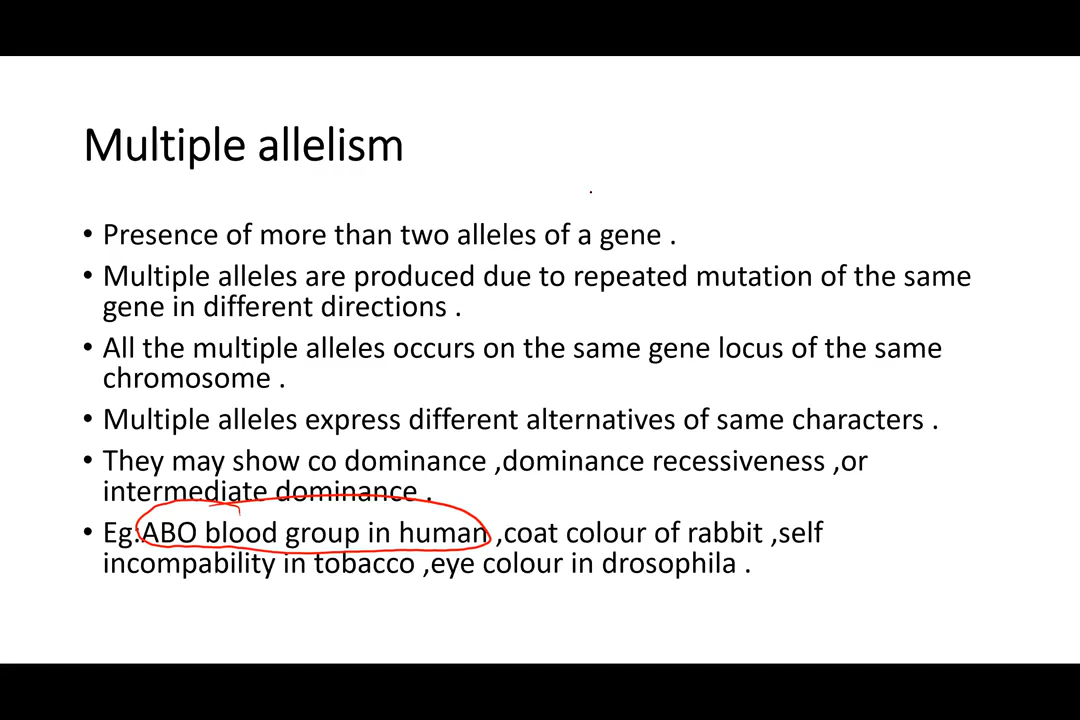 Multiple allelism
• Presence of more than two alleles of a gene .
• Multiple alleles are produced due to repeated mutation of the same
gene in different directions .
• All the multiple alleles occurs on the same gene locus of the same
chromosome .
• Multiple alleles express different alternatives of same characters .
• They may show co dominance ,dominance recessiveness ,or
intermediate dominance .
• Eg:ABO blood group in human ,coat colour of rabbit ,self
incompability in tobacco ,eye colour in drosophila .